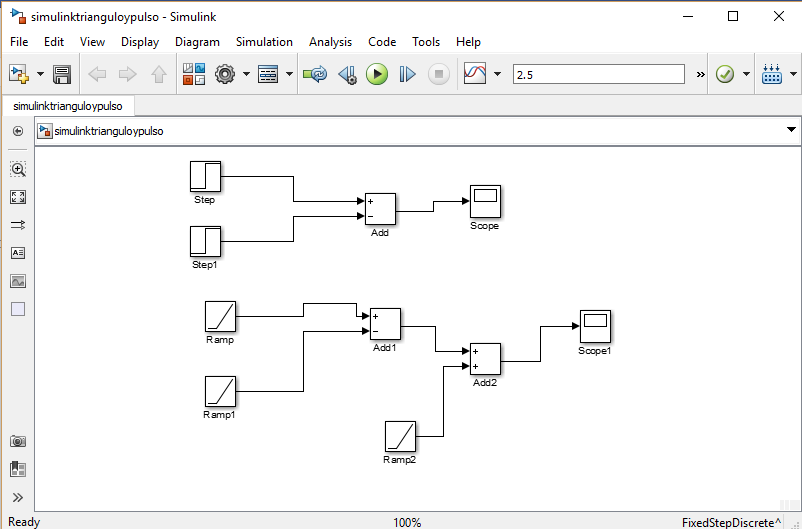 simulinktrianguloypulso - Simulink
File Edit View Display Diagram Simulation Analysis Code Tools Help
2.5 »
simulinktrianguloypulso
simulinktrianguloypulso
Step
+
−
Add
Scope
Step1
Ramp
+
−
Add1
Scope1
+
+
Add2
Ramp1
Ramp2
Ready 100% FixedStepDiscrete^